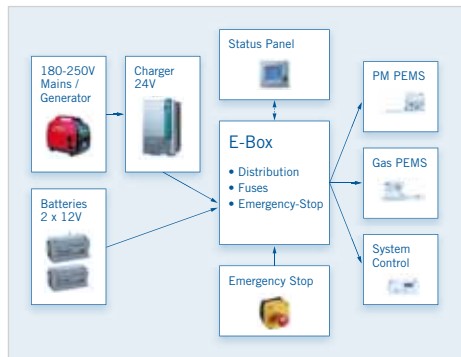 180-250V
Mains /
Generator
Charger
24V
Status Panel
PM PEMS
E-Box
• Distribution
• Fuses
• Emergency-Stop
Gas PEMS
Batteries
2 x 12V
System
Control
Emergency Stop